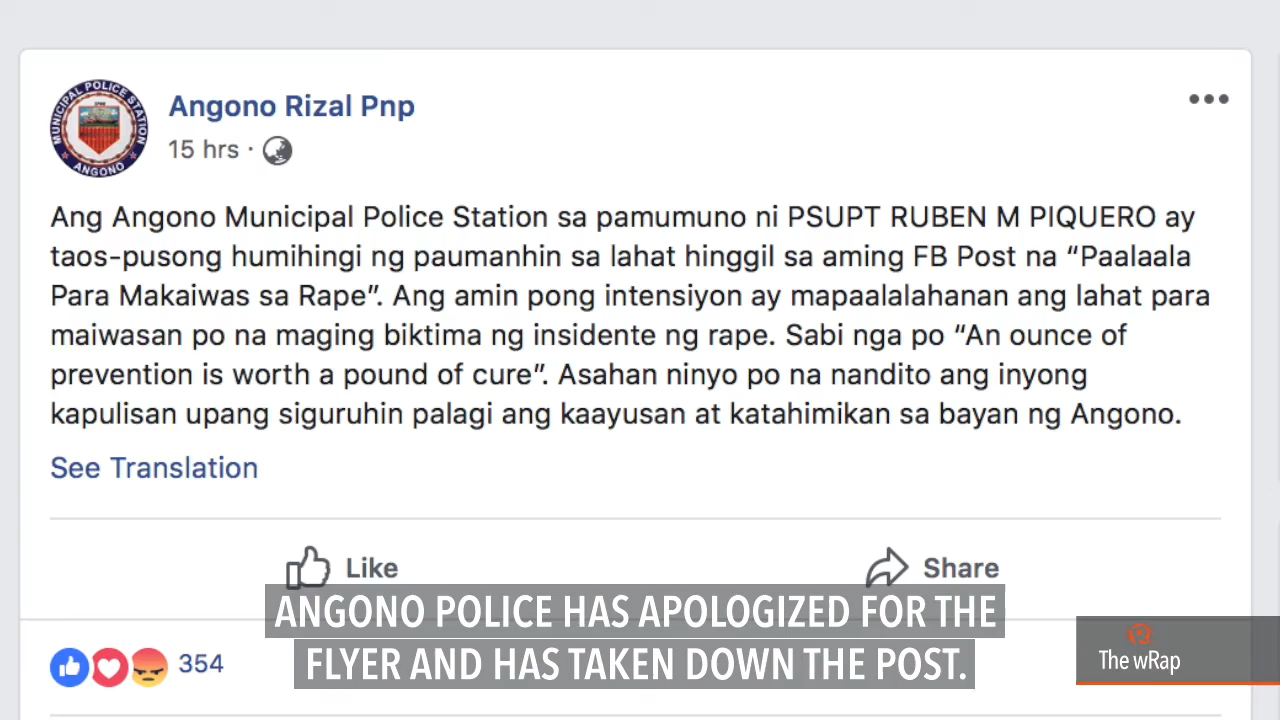 MUNICIPAL POLICE STATION
ANGONO
Angono Rizal Pnp
15 hrs ·
Ang Angono Municipal Police Station sa pamumuno ni PSUPT RUBEN M PIQUERO ay
taos-pusong humihingi ng paumanhin sa lahat hinggil sa aming FB Post na “Paalaala
Para Makaiwas sa Rape”. Ang amin pong intensiyon ay mapaalalahanan ang lahat para
maiwasan po na maging biktima ng insidente ng rape. Sabi nga po “An ounce of
prevention is worth a pound of cure”. Asahan ninyo po na nandito ang inyong
kapulisan upang siguruhin palagi ang kaayusan at katahimikan sa bayan ng Angono.
See Translation
Like Share
ANGONO POLICE HAS APOLOGIZED FOR THE
FLYER AND HAS TAKEN DOWN THE POST.
354
The wRap